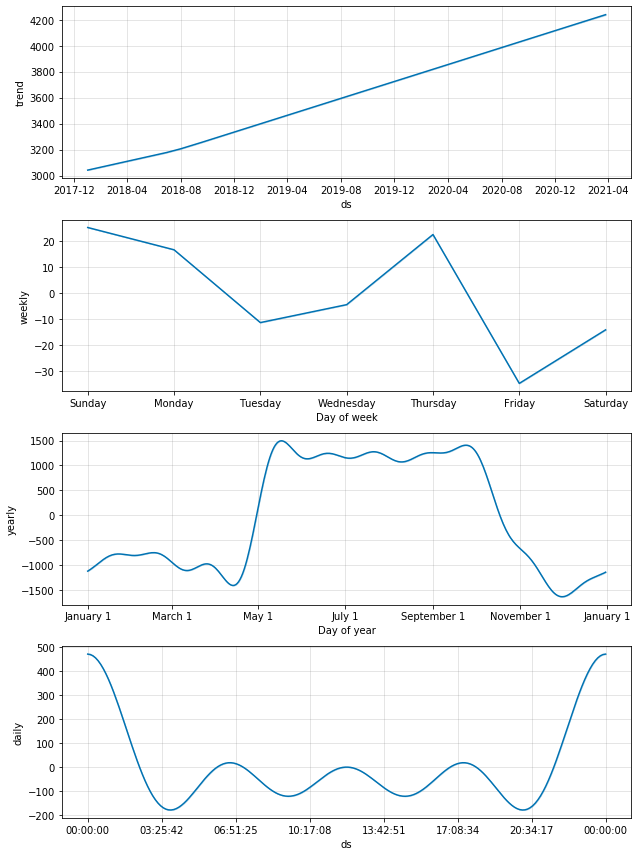 4200
4000
3800
3600
3400
3200
3000
trend
2017-12 2018-04 2018-08 2018-12 2019-04 2019-08 2019-12 2020-04 2020-08 2020-12 2021-04
ds
20
10
0
−10
−20
−30
weekly
Sunday Monday Tuesday Wednesday Thursday Friday Saturday
Day of week
1500
1000
500
0
−500
−1000
−1500
yearly
January 1 March 1 May 1 July 1 September 1 November 1 January 1
Day of year
500
400
300
200
100
0
−100
−200
daily
00:00:00 03:25:42 06:51:25 10:17:08 13:42:51 17:08:34 20:34:17 00:00:00
ds